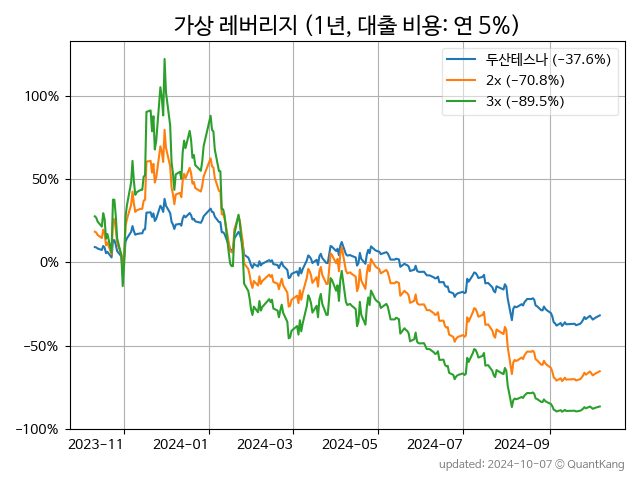 가상 레버리지 (1년, 대출 비용: 연 5%)
두산테스나 (-37.6%)
2x (-70.8%)
3x (-89.5%)
100%
50%
0%
−50%
−100%
2023-11
2024-01
2024-03
2024-05
2024-07
2024-09
updated: 2024-10-07 © QuantKang